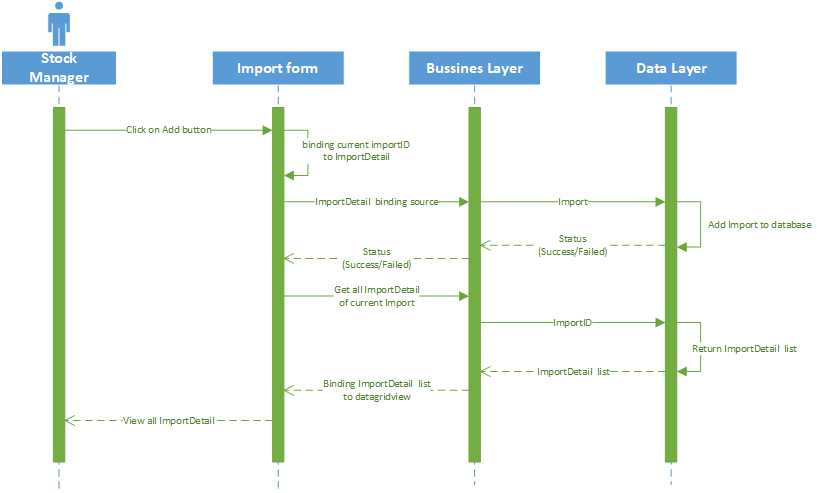 Stock
Manager
Import form
Bussines Layer
Data Layer
Click on Add button
binding current importID
to ImportDetail
ImportDetail binding source
Import
Add Import to database
Status
(Success/Failed)
Status
(Success/Failed)
Get all ImportDetail
of current Import
ImportID
Return ImportDetail list
ImportDetail list
Binding ImportDetail list
to datagridview
View all ImportDetail